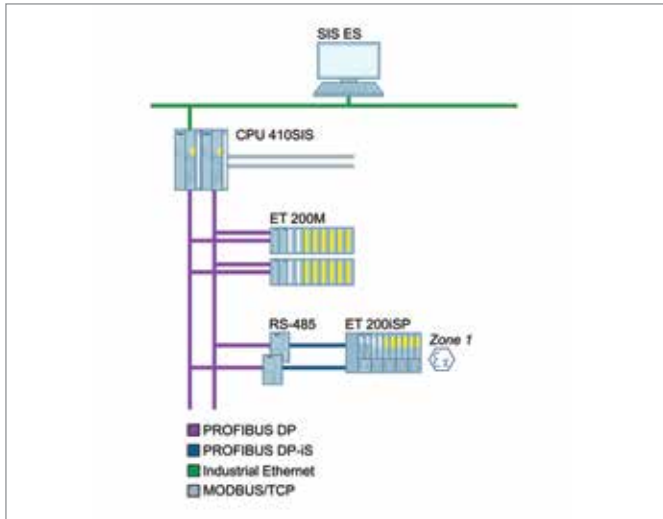 SIS ES
CPU 410SIS
ET 200M
RS-485 ET 200iSP
Zone 1
PROFIBUS DP
PROFIBUS DP-iS
Industrial Ethernet
MODBUS/TCP